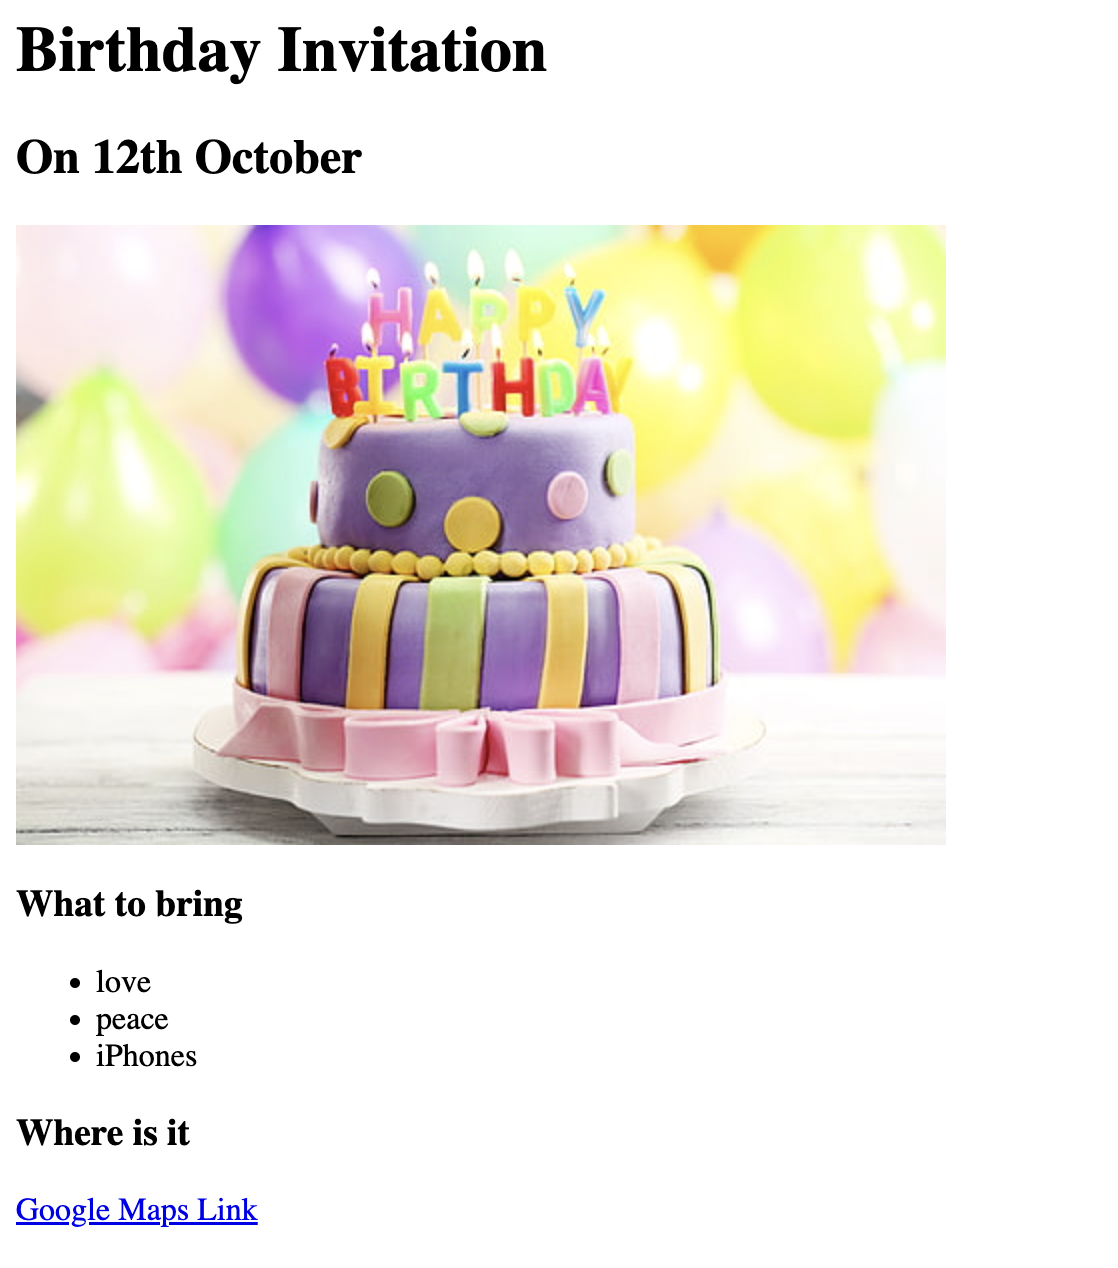 Birthday Invitation
On 12th October
HAPPY
BIRTHDAY
What to bring
love
peace
iPhones
Where is it
Google Maps Link